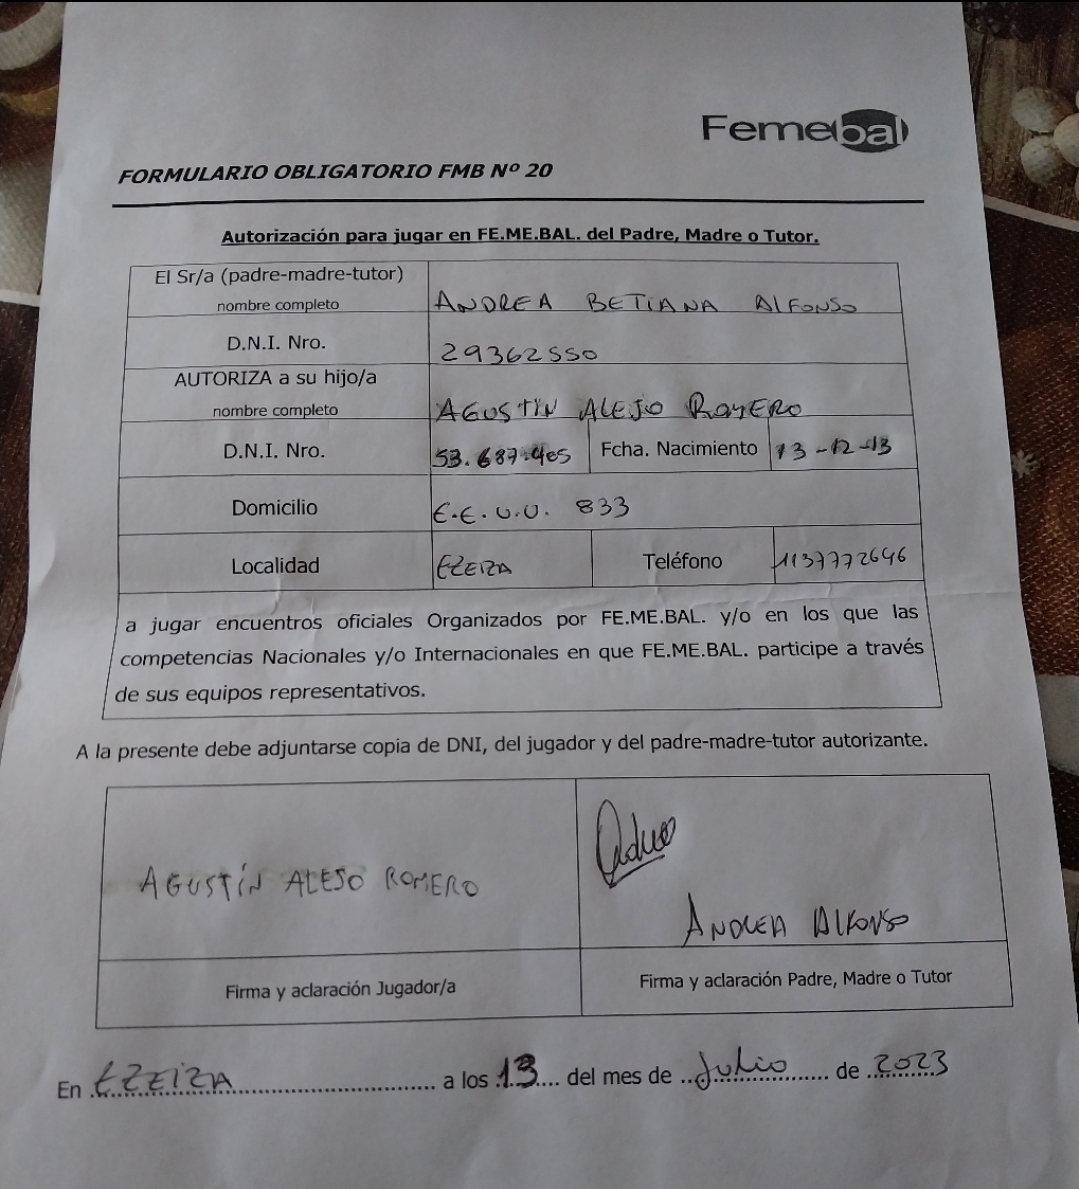 Femebal
FORMULARIO OBLIGATORIO FMB Nº 20
Autorización para jugar en FE.ME.BAL. del Padre, Madre o Tutor.
El Sr/a (padre-madre-tutor)
nombre completo
ANDREA BETIANA ALFONSO
D.N.I. Nro.
29362550
AUTORIZA a su hijo/a
nombre completo
AGUSTÍN ALEJO ROMERO
D.N.I. Nro.
53.687.405
Fcha. Nacimiento
13-12-13
Domicilio
E.E.U.U. 833
Localidad
EZEIZA
Teléfono
1137772646
a jugar encuentros oficiales Organizados por FE.ME.BAL. y/o en los que las
competencias Nacionales y/o Internacionales en que FE.ME.BAL. participe a través
de sus equipos representativos.
A la presente debe adjuntarse copia de DNI, del jugador y del padre-madre-tutor autorizante.
AGUSTÍN ALEJO ROMERO
ANDREA ALFONSO
Firma y aclaración Jugador/a
Firma y aclaración Padre, Madre o Tutor
En EZEIZA a los 13 del mes de Julio de 2023